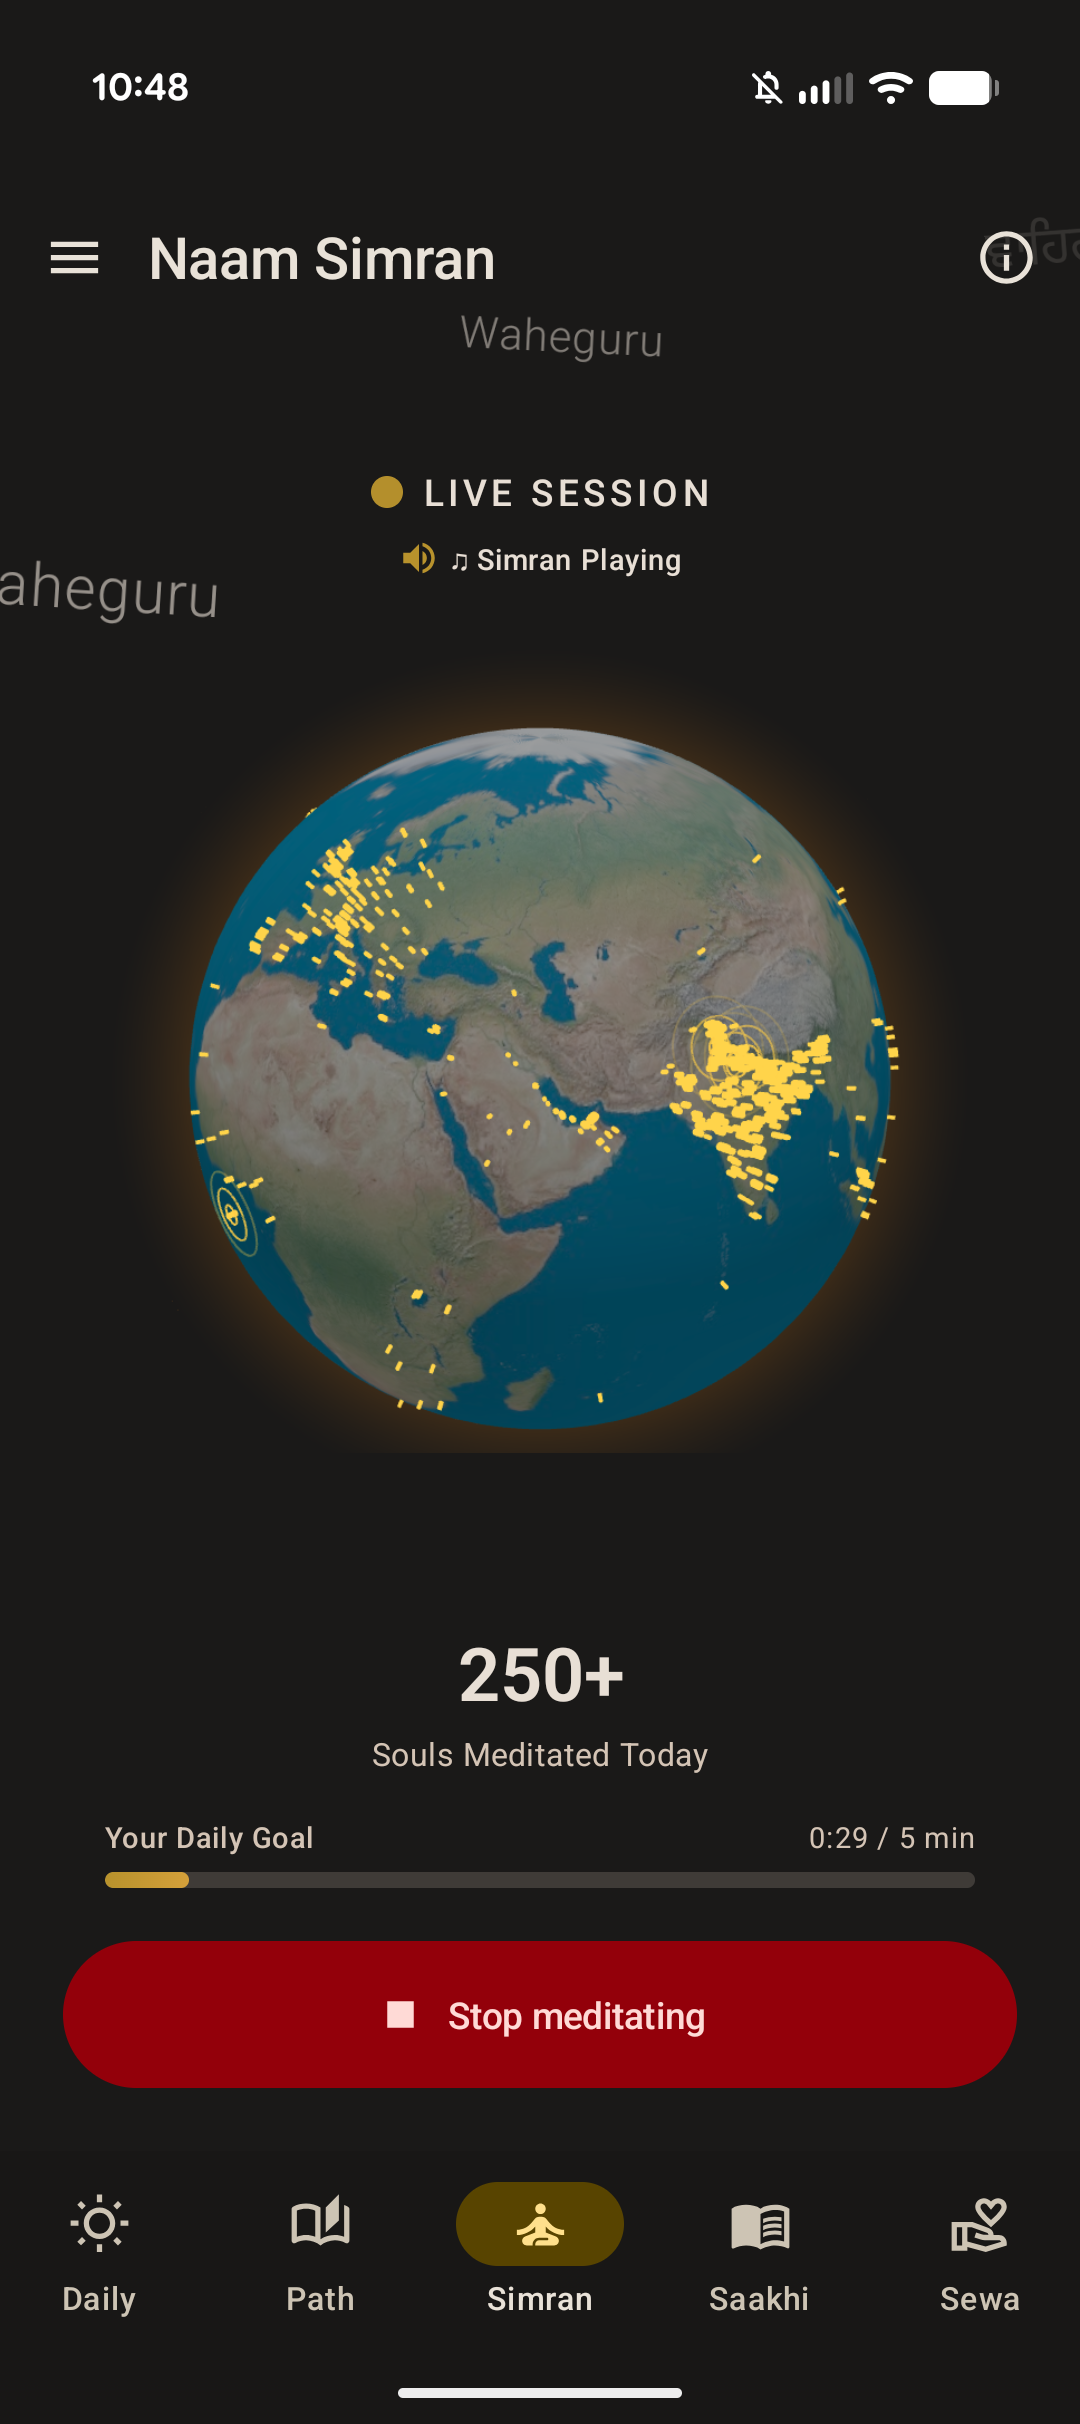 10:48
Naam Simran
Waheguru
LIVE SESSION
♫ Simran Playing
aheguru
250+
Souls Meditated Today
Your Daily Goal
0:29 / 5 min
Stop meditating
Daily
Path
Simran
Saakhi
Sewa